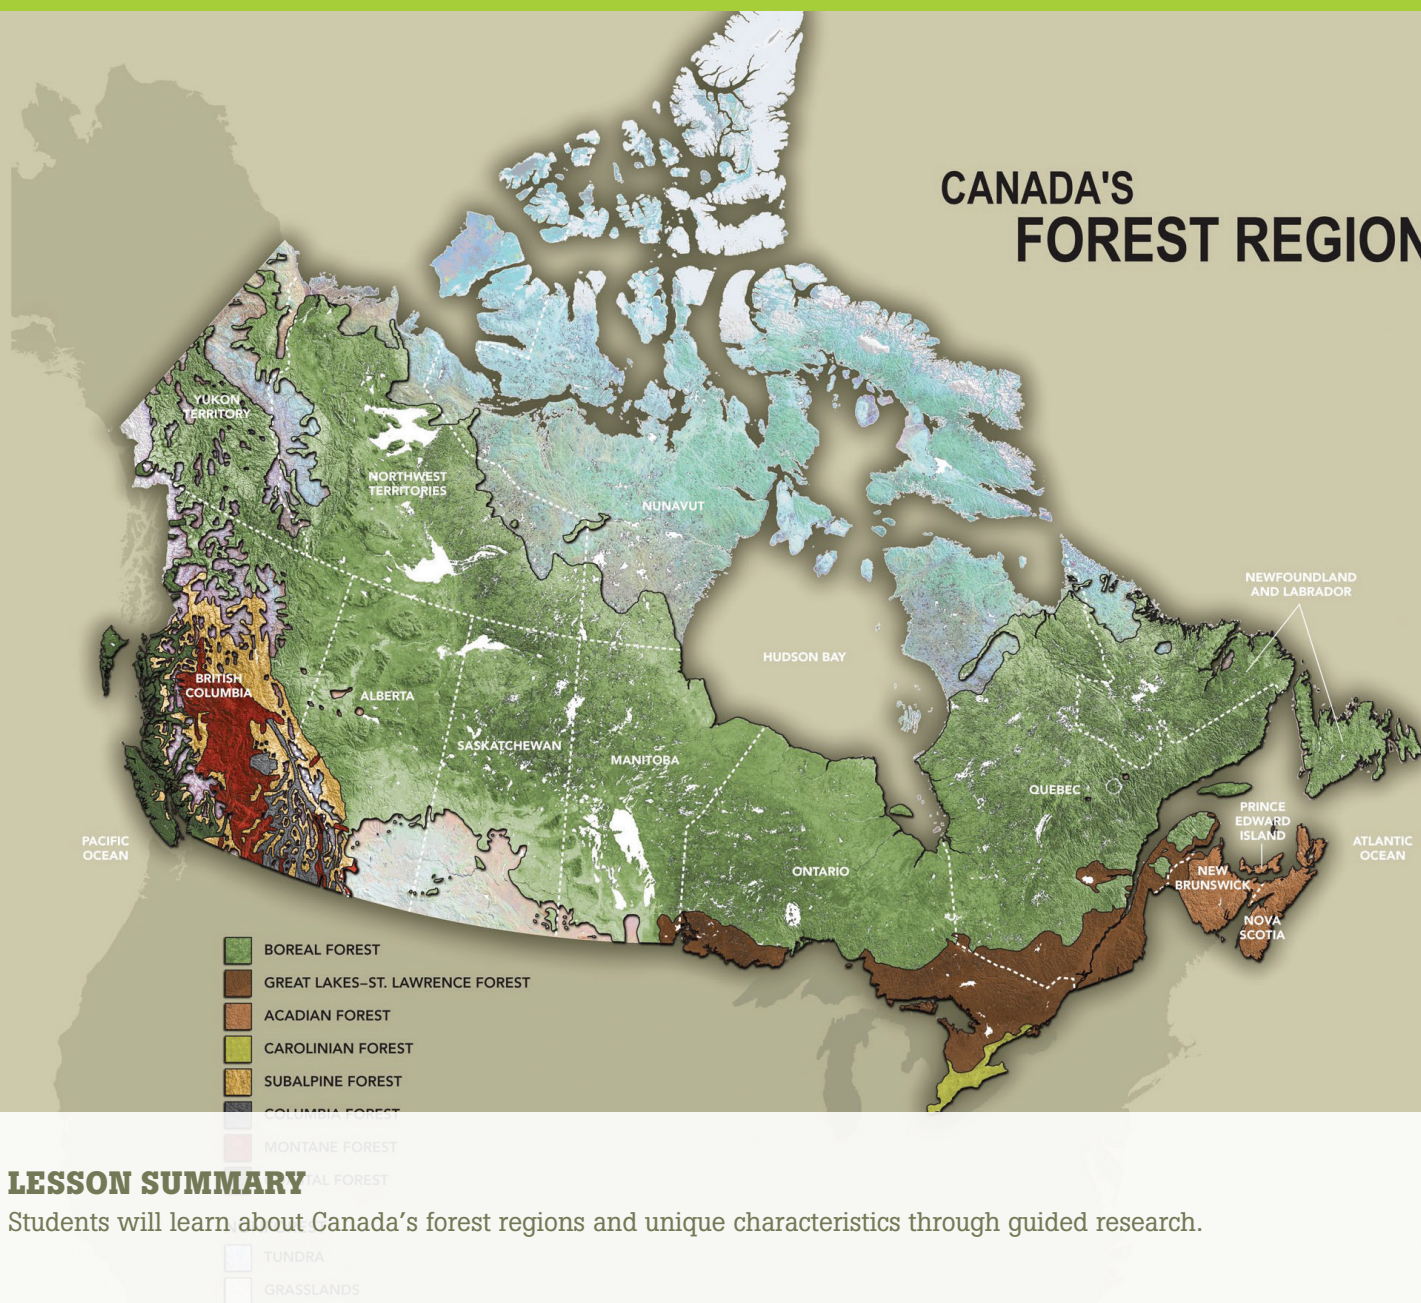 CANADA'S
FOREST REGION
YUKON
TERRITORY
NORTHWEST
TERRITORIES
NUNAVUT
NEWFOUNDLAND
AND LABRADOR
HUDSON BAY
BRITISH
COLUMBIA
ALBERTA
SASKATCHEWAN
MANITOBA
QUEBEC
PRINCE
EDWARD
ISLAND
PACIFIC
OCEAN
ATLANTIC
OCEAN
ONTARIO
NEW
BRUNSWICK
NOVA
SCOTIA
BOREAL FOREST
GREAT LAKES–ST. LAWRENCE FOREST
ACADIAN FOREST
CAROLINIAN FOREST
SUBALPINE FOREST
COLUMBIA FOREST
MONTANE FOREST
FOREST
LESSON SUMMARY
Students will learn about Canada's forest regions and unique characteristics through guided research.
TUNDRA
GRASSLANDS